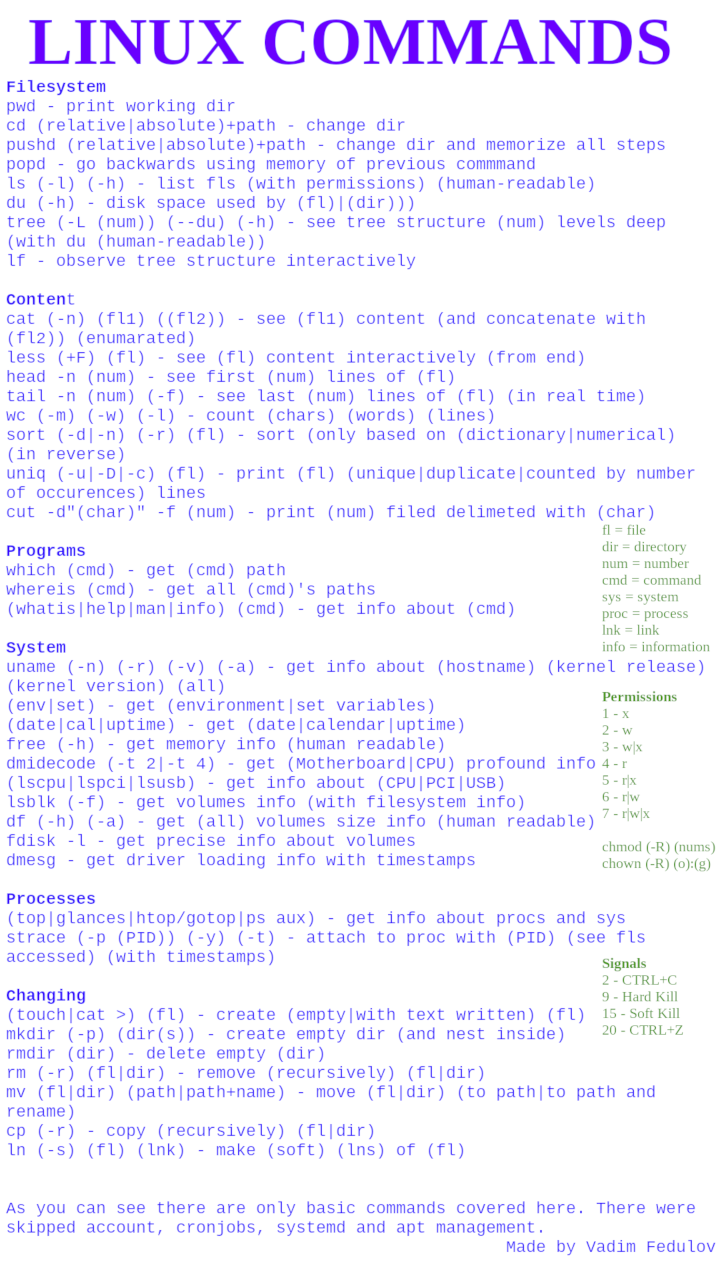 LINUX COMMANDS
Filesystem
pwd - print working dir
cd (relative|absolute)+path - change dir
pushd (relative|absolute)+path - change dir and memorize all steps
popd - go backwards using memory of previous commmand
ls (-l) (-h) - list fls (with permissions) (human-readable)
du (-h) - disk space used by (fl)|(dir)))
tree (-L (num)) (--du) (-h) - see tree structure (num) levels deep
(with du (human-readable))
lf - observe tree structure interactively
Content
cat (-n) (fl1) ((fl2)) - see (fl1) content (and concatenate with
(fl2)) (enumarated)
less (+F) (fl) - see (fl) content interactively (from end)
head -n (num) - see first (num) lines of (fl)
tail -n (num) (-f) - see last (num) lines of (fl) (in real time)
wc (-m) (-w) (-l) - count (chars) (words) (lines)
sort (-d|-n) (-r) (fl) - sort (only based on (dictionary|numerical)
(in reverse)
uniq (-u|-D|-c) (fl) - print (fl) (unique|duplicate|counted by number
of occurences) lines
cut -d"(char)" -f (num) - print (num) filed delimeted with (char)
Programs
which (cmd) - get (cmd) path
whereis (cmd) - get all (cmd)'s paths
(whatis|help|man|info) (cmd) - get info about (cmd)
System
uname (-n) (-r) (-v) (-a) - get info about (hostname) (kernel release)
(kernel version) (all)
(env|set) - get (environment|set variables)
(date|cal|uptime) - get (date|calendar|uptime)
free (-h) - get memory info (human readable)
dmidecode (-t 2|-t 4) - get (Motherboard|CPU) profound info
(lscpu|lspci|lsusb) - get info about (CPU|PCI|USB)
lsblk (-f) - get volumes info (with filesystem info)
df (-h) (-a) - get (all) volumes size info (human readable)
fdisk -l - get precise info about volumes
dmesg - get driver loading info with timestamps
Processes
(top|glances|htop/gotop|ps aux) - get info about procs and sys
strace (-p (PID)) (-y) (-t) - attach to proc with (PID) (see fls
accessed) (with timestamps)
Changing
(touch|cat >) (fl) - create (empty|with text written) (fl)
mkdir (-p) (dir(s)) - create empty dir (and nest inside)
rmdir (dir) - delete empty (dir)
rm (-r) (fl|dir) - remove (recursively) (fl|dir)
mv (fl|dir) (path|path+name) - move (fl|dir) (to path|to path and
rename)
cp (-r) - copy (recursively) (fl|dir)
ln (-s) (fl) (lnk) - make (soft) (lns) of (fl)
fl = file
dir = directory
num = number
cmd = command
sys = system
proc = process
lnk = link
info = information
Permissions
1 - x
2 - w
3 - w|x
4 - r
5 - r|x
6 - r|w
7 - r|w|x
chmod (-R) (nums)
chown (-R) (o):(g)
Signals
2 - CTRL+C
9 - Hard Kill
15 - Soft Kill
20 - CTRL+Z
As you can see there are only basic commands covered here. There were
skipped account, cronjobs, systemd and apt management.
Made by Vadim Fedulov